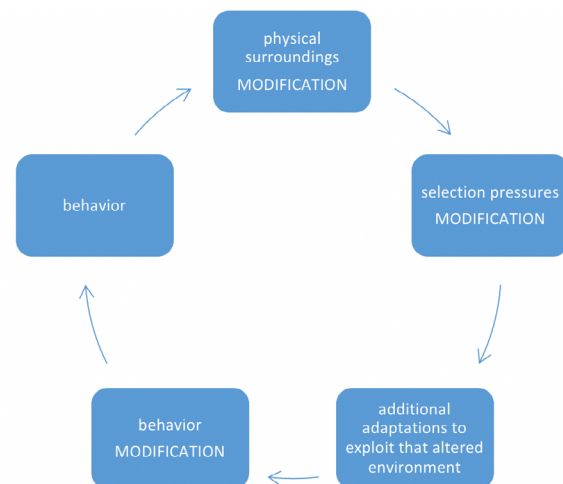 physical
surroundings
MODIFICATION
selection pressures
MODIFICATION
additional
adaptations to
exploit that altered
environment
behavior
MODIFICATION
behavior